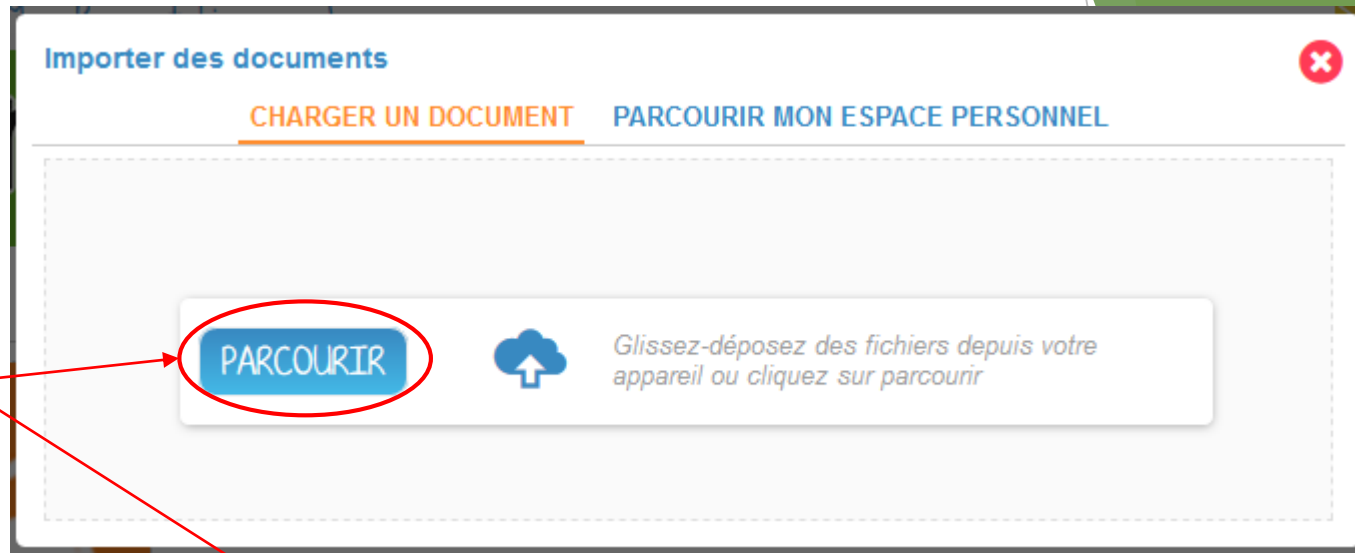 Importer des documents
CHARGER UN DOCUMENT PARCOURIR MON ESPACE PERSONNEL
PARCOURIR
Glissez-déposez des fichiers depuis votre
appareil ou cliquez sur parcourir